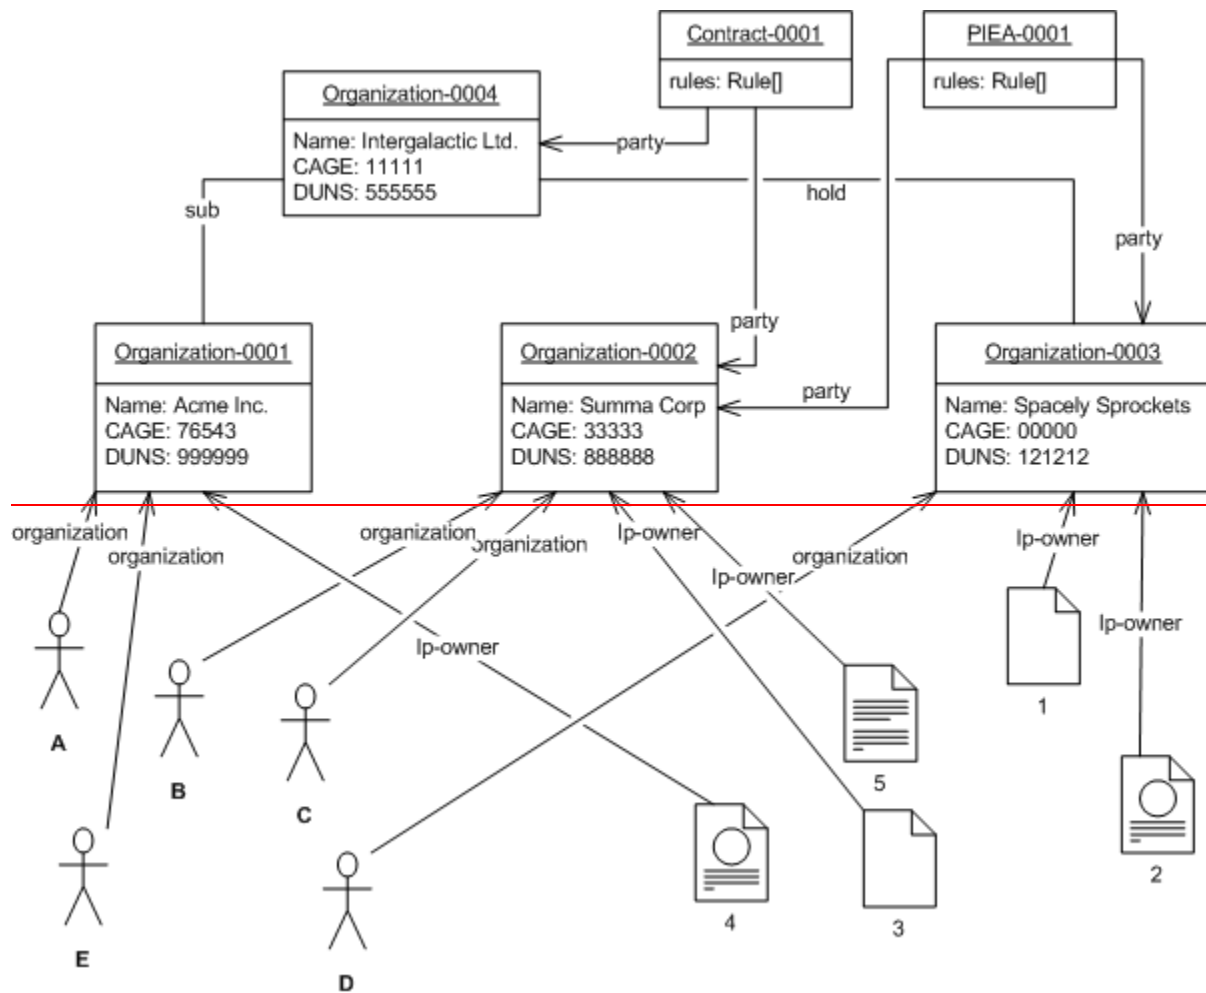 Contract-0001
rules: Rule[]
PIEA-0001
rules: Rule[]
Organization-0004
Name: Intergalactic Ltd.
CAGE: 11111
DUNS: 555555
party
sub
hold
party
party
party
Organization-0001
Name: Acme Inc.
CAGE: 76543
DUNS: 999999
Organization-0002
Name: Summa Corp
CAGE: 33333
DUNS: 888888
Organization-0003
Name: Spacely Sprockets
CAGE: 00000
DUNS: 121212
organization
organization
organization
organization
Ip-owner
Ip-owner
organization
Ip-owner
Ip-owner
Ip-owner
A
B
C
D
E
1
2
3
4
5